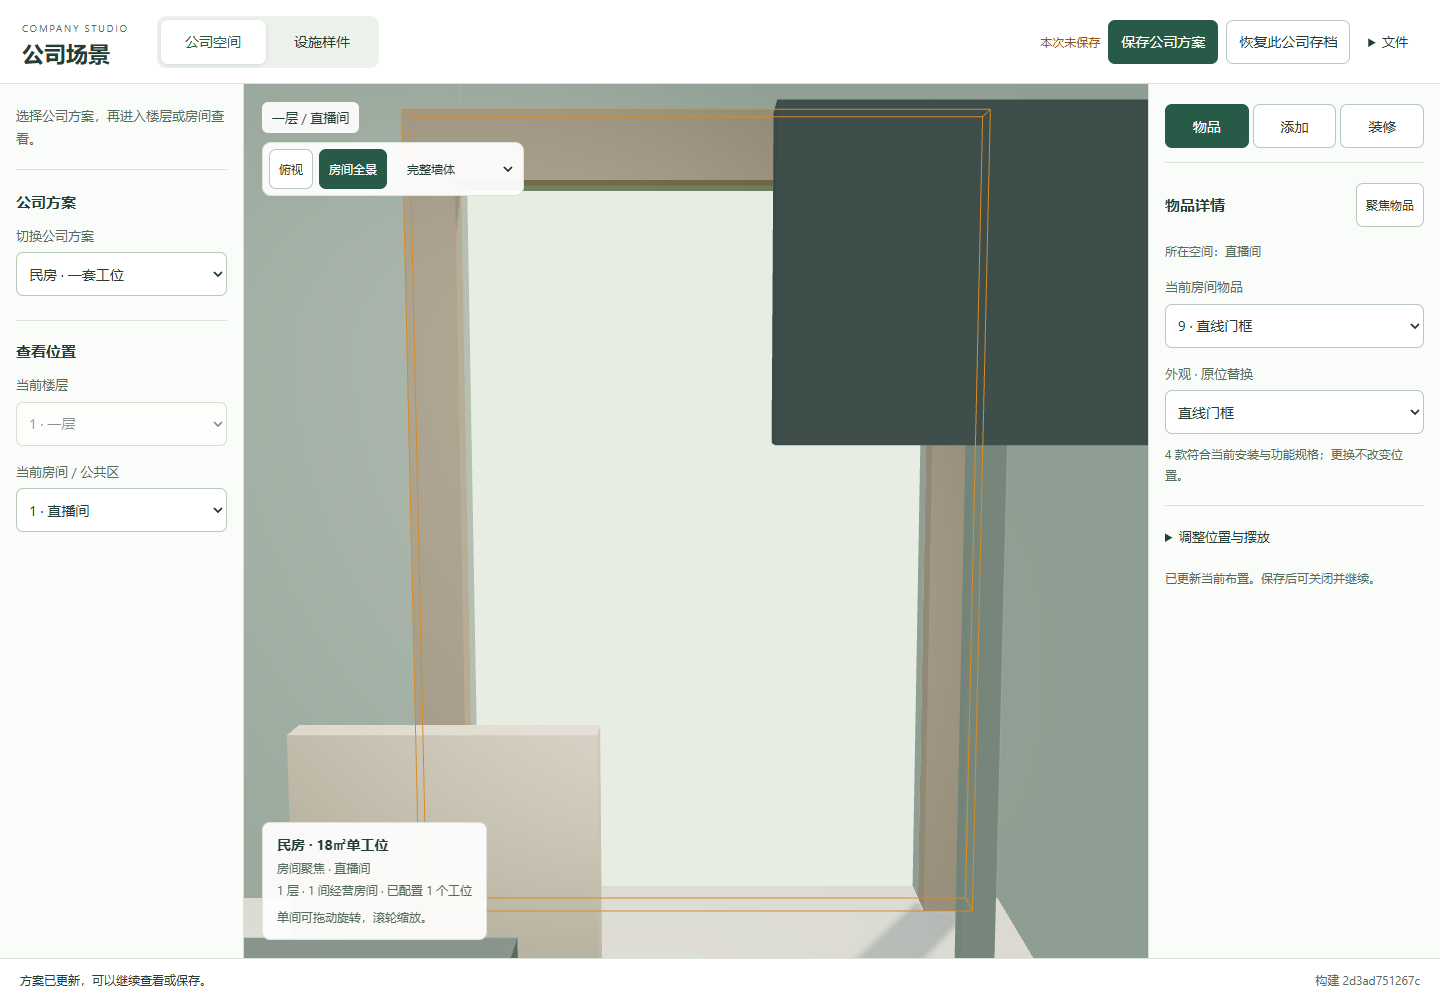 COMPANY STUDIO
公司场景
公司空间
设施样件
本次未保存
保存公司方案
恢复此公司存档
▶ 文件
选择公司方案，再进入楼层或房间查看。
公司方案
切换公司方案
民房 · 一套工位
查看位置
当前楼层
1 · 一层
当前房间 / 公共区
1 · 直播间
一层 / 直播间
俯视
房间全景
完整墙体
民房 · 18㎡单工位
房间聚焦 · 直播间
1 层 · 1 间经营房间 · 已配置 1 个工位
单间可拖动旋转，滚轮缩放。
物品
添加
装修
物品详情
聚焦物品
所在空间：直播间
当前房间物品
9 · 直线门框
外观 · 原位替换
直线门框
4 款符合当前安装与功能规格；更换不改变位置。
▶ 调整位置与摆放
已更新当前布置。保存后可关闭并继续。
方案已更新，可以继续查看或保存。
构建 2d3ad751267c